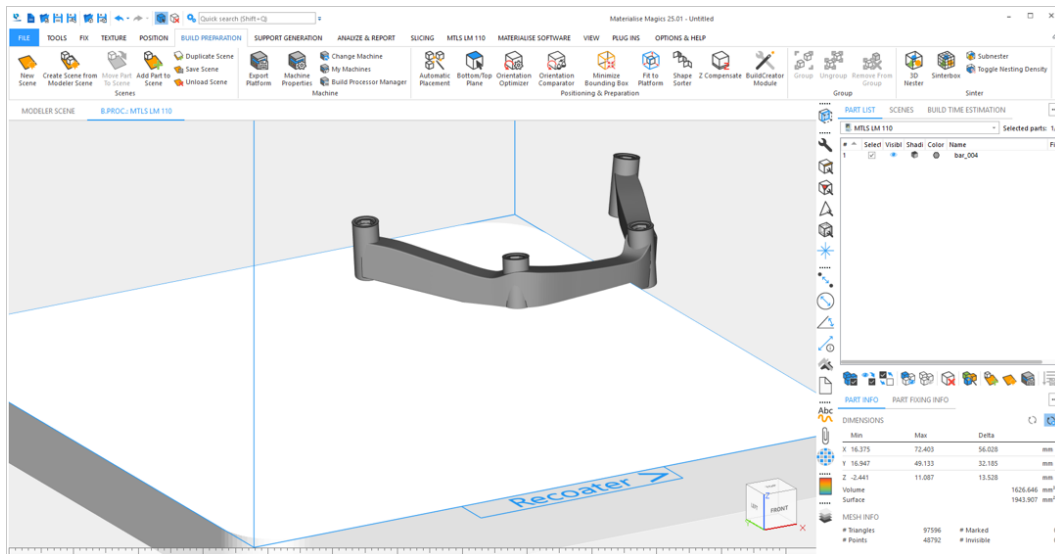 Quick search (Shift+Q)
Materialise Magics 25.01 - Untitled
FILE TOOLS FIX TEXTURE POSITION BUILD PREPARATION SUPPORT GENERATION ANALYZE & REPORT SLICING MTLS LM 110 MATERIALISE SOFTWARE VIEW PLUG INS OPTIONS & HELP
New Scene
Create Scene from Modeler Scene
Move Part To Scene
Add Part to Scene
Duplicate Scene
Save Scene
Unload Scene
Scenes
Export Platform
Machine Properties
Change Machine
My Machines
Build Processor Manager
Machine
Automatic Placement
Bottom/Top Plane
Orientation Optimizer
Orientation Comparator
Minimize Bounding Box
Fit to Platform
Shape Sorter
Z Compensate
BuildCreator Module
Positioning & Preparation
Group
Ungroup
Remove From Group
Group
3D Nester
Sinterbox
Subnester
Toggle Nesting Density
Sinter
MODELER SCENE B.PROC.: MTLS LM 110
PART LIST SCENES BUILD TIME ESTIMATION
MTLS LM 110 Selected parts: 1/
# Select Visibl Shadi Color Name
1 bar_004
Abc
PART INFO PART FIXING INFO
DIMENSIONS
Min Max Delta
X 16.375 72.403 56.028 mm
Y 16.947 49.133 32.185 mm
Z -2.441 11.087 13.528 mm
Volume 1626.646 mm³
Surface 1943.907 mm²
MESH INFO
# Triangles 97596 # Marked
# Points 48792 # Invisible
Recoater
FRONT
Z
Y
X